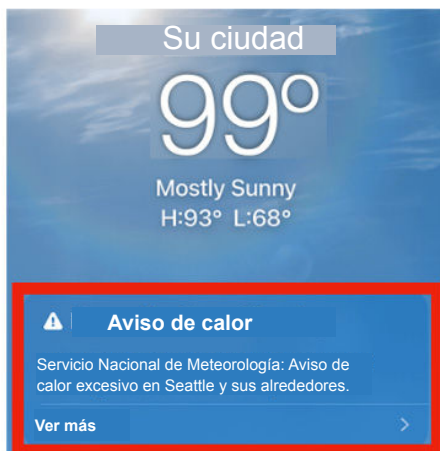 Su ciudad
99°
Mostly Sunny
H:93° L:68°
Aviso de calor
Servicio Nacional de Meteorología: Aviso de
calor excesivo en Seattle y sus alrededores.
Ver más